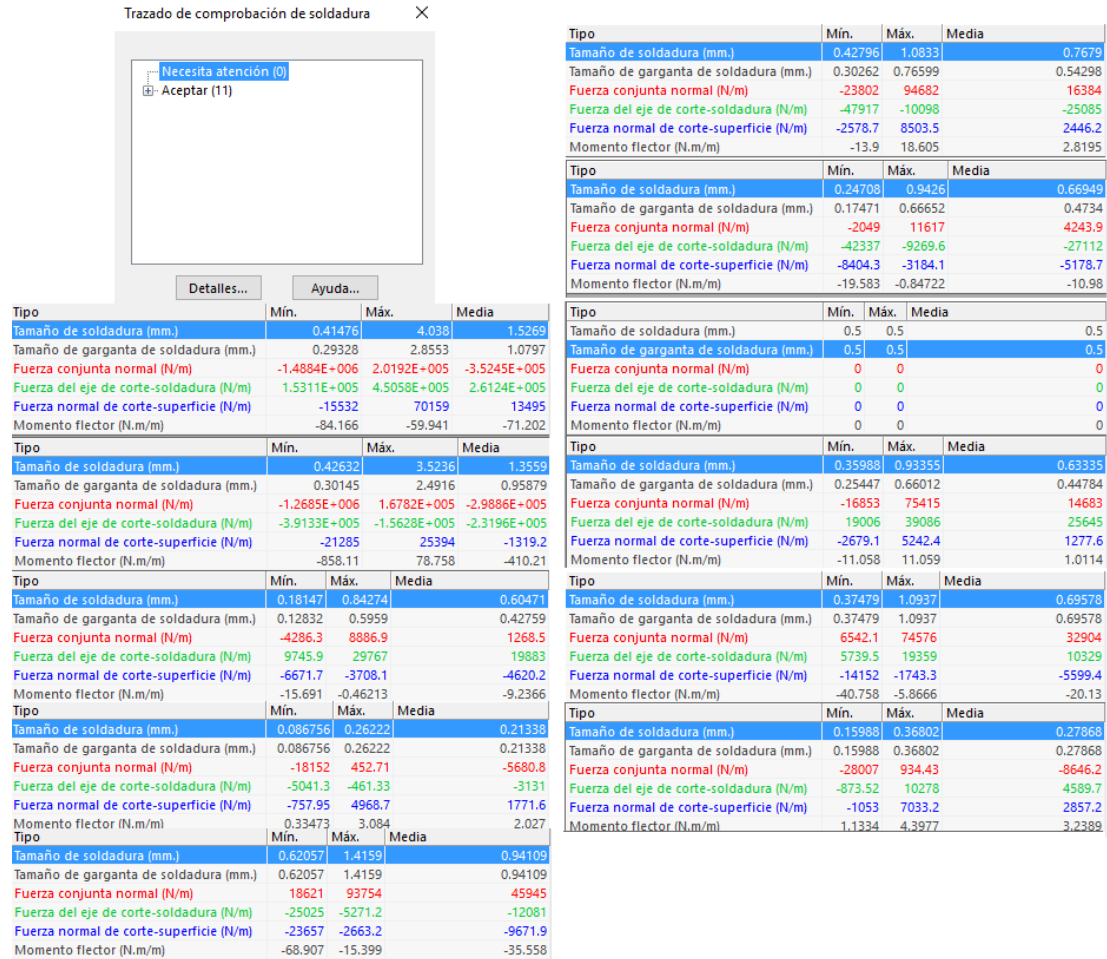 Trazado de comprobación de soldadura
Necesita atención (0)
Aceptar (11)
Detalles... Ayuda...
Tipo Mín. Máx. Media
Tamaño de soldadura (mm.) 0.41476 4.038 1.5269
Tamaño de garganta de soldadura (mm.) 0.29328 2.8553 1.0797
Fuerza conjunta normal (N/m) -1.4884E+006 2.0192E+005 -3.5245E+005
Fuerza del eje de corte-soldadura (N/m) 1.5311E+005 4.5058E+005 2.6124E+005
Fuerza normal de corte-superficie (N/m) -15532 70159 13495
Momento flector (N.m/m) -84.166 -59.941 -71.202
Tipo Mín. Máx. Media
Tamaño de soldadura (mm.) 0.42632 3.5236 1.3559
Tamaño de garganta de soldadura (mm.) 0.30145 2.4916 0.95879
Fuerza conjunta normal (N/m) -1.2685E+006 1.6782E+005 -2.9886E+005
Fuerza del eje de corte-soldadura (N/m) -3.9133E+005 -1.5628E+005 -2.3196E+005
Fuerza normal de corte-superficie (N/m) -21285 25394 -1319.2
Momento flector (N.m/m) -858.11 78.758 -410.21
Tipo Mín. Máx. Media
Tamaño de soldadura (mm.) 0.18147 0.84274 0.60471
Tamaño de garganta de soldadura (mm.) 0.12832 0.5959 0.42759
Fuerza conjunta normal (N/m) -4286.3 8886.9 1268.5
Fuerza del eje de corte-soldadura (N/m) 9745.9 29767 19883
Fuerza normal de corte-superficie (N/m) -6671.7 -3708.1 -4620.2
Momento flector (N.m/m) -15.691 -0.46213 -9.2366
Tipo Mín. Máx. Media
Tamaño de soldadura (mm.) 0.086756 0.26222 0.21338
Tamaño de garganta de soldadura (mm.) 0.086756 0.26222 0.21338
Fuerza conjunta normal (N/m) -18152 452.71 -5680.8
Fuerza del eje de corte-soldadura (N/m) -5041.3 -461.33 -3131
Fuerza normal de corte-superficie (N/m) -757.95 4968.7 1771.6
Momento flector (N.m/m) 0.33473 3.084 2.027
Tipo Mín. Máx. Media
Tamaño de soldadura (mm.) 0.62057 1.4159 0.94109
Tamaño de garganta de soldadura (mm.) 0.62057 1.4159 0.94109
Fuerza conjunta normal (N/m) 18621 93754 45945
Fuerza del eje de corte-soldadura (N/m) -25025 -5271.2 -12081
Fuerza normal de corte-superficie (N/m) -23657 -2663.2 -9671.9
Momento flector (N.m/m) -68.907 -15.399 -35.558
Tipo Mín. Máx. Media
Tamaño de soldadura (mm.) 0.42796 1.0833 0.7679
Tamaño de garganta de soldadura (mm.) 0.30262 0.76599 0.54298
Fuerza conjunta normal (N/m) -23802 94682 16384
Fuerza del eje de corte-soldadura (N/m) -47917 -10098 -25085
Fuerza normal de corte-superficie (N/m) -2578.7 8503.5 2446.2
Momento flector (N.m/m) -13.9 18.605 2.8195
Tipo Mín. Máx. Media
Tamaño de soldadura (mm.) 0.24708 0.9426 0.66949
Tamaño de garganta de soldadura (mm.) 0.17471 0.66652 0.4734
Fuerza conjunta normal (N/m) -2049 11617 4243.9
Fuerza del eje de corte-soldadura (N/m) -42337 -9269.6 -27112
Fuerza normal de corte-superficie (N/m) -8404.3 -3184.1 -5178.7
Momento flector (N.m/m) -19.583 -0.84722 -10.98
Tipo Mín. Máx. Media
Tamaño de soldadura (mm.) 0.5 0.5 0.5
Tamaño de garganta de soldadura (mm.) 0.5 0.5 0.5
Fuerza conjunta normal (N/m) 0 0 0
Fuerza del eje de corte-soldadura (N/m) 0 0 0
Fuerza normal de corte-superficie (N/m) 0 0 0
Momento flector (N.m/m) 0 0 0
Tipo Mín. Máx. Media
Tamaño de soldadura (mm.) 0.35988 0.93355 0.63335
Tamaño de garganta de soldadura (mm.) 0.25447 0.66012 0.44784
Fuerza conjunta normal (N/m) -16853 75415 14683
Fuerza del eje de corte-soldadura (N/m) 19006 39086 25645
Fuerza normal de corte-superficie (N/m) -2679.1 5242.4 1277.6
Momento flector (N.m/m) -11.058 11.059 1.0114
Tipo Mín. Máx. Media
Tamaño de soldadura (mm.) 0.37479 1.0937 0.69578
Tamaño de garganta de soldadura (mm.) 0.37479 1.0937 0.69578
Fuerza conjunta normal (N/m) 6542.1 74576 32904
Fuerza del eje de corte-soldadura (N/m) 5739.5 19359 10329
Fuerza normal de corte-superficie (N/m) -14152 -1743.3 -5599.4
Momento flector (N.m/m) -40.758 -5.8666 -20.13
Tipo Mín. Máx. Media
Tamaño de soldadura (mm.) 0.15988 0.36802 0.27868
Tamaño de garganta de soldadura (mm.) 0.15988 0.36802 0.27868
Fuerza conjunta normal (N/m) -28007 934.43 -8646.2
Fuerza del eje de corte-soldadura (N/m) -873.52 10278 4589.7
Fuerza normal de corte-superficie (N/m) -1053 7033.2 2857.2
Momento flector (N.m/m) 1.1334 4.3977 3.2389